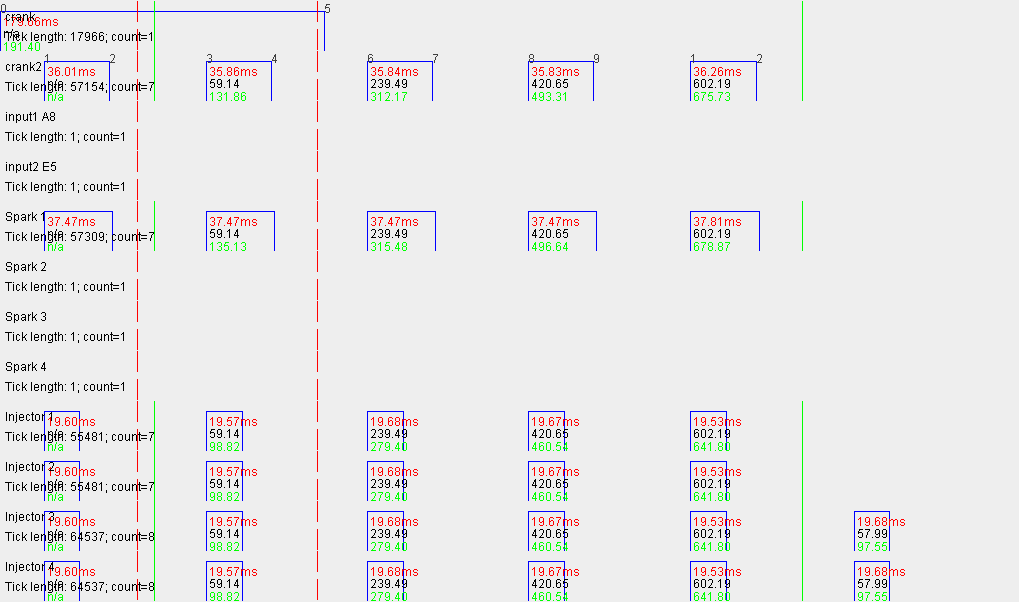 0 5
crank
179.66ms
n/a
Tick length: 17966; count=1
191.40
1 2 3 4 6 7 8 9 1 2
crank2
36.01ms 35.86ms 35.84ms 35.83ms 36.26ms
Tick length: 57154; count=7
n/a 59.14 239.49 420.65 602.19
n/a 131.86 312.17 493.31 675.73
input1 A8
Tick length: 1; count=1
input2 E5
Tick length: 1; count=1
Spark 1
37.47ms 37.47ms 37.47ms 37.47ms 37.81ms
Tick length: 57309; count=7
n/a 59.14 239.49 420.65 602.19
n/a 135.13 315.48 496.64 678.87
Spark 2
Tick length: 1; count=1
Spark 3
Tick length: 1; count=1
Spark 4
Tick length: 1; count=1
Injector 1
19.60ms 19.57ms 19.68ms 19.67ms 19.53ms
Tick length: 55481; count=7
n/a 59.14 239.49 420.65 602.19
n/a 98.82 279.40 460.54 641.80
Injector 2
19.60ms 19.57ms 19.68ms 19.67ms 19.53ms
Tick length: 55481; count=7
n/a 59.14 239.49 420.65 602.19
n/a 98.82 279.40 460.54 641.80
Injector 3
19.60ms 19.57ms 19.68ms 19.67ms 19.53ms 19.68ms
Tick length: 64537; count=8
n/a 59.14 239.49 420.65 602.19 57.99
n/a 98.82 279.40 460.54 641.80 97.55
Injector 4
19.60ms 19.57ms 19.68ms 19.67ms 19.53ms 19.68ms
Tick length: 64537; count=8
n/a 59.14 239.49 420.65 602.19 57.99
n/a 98.82 279.40 460.54 641.80 97.55